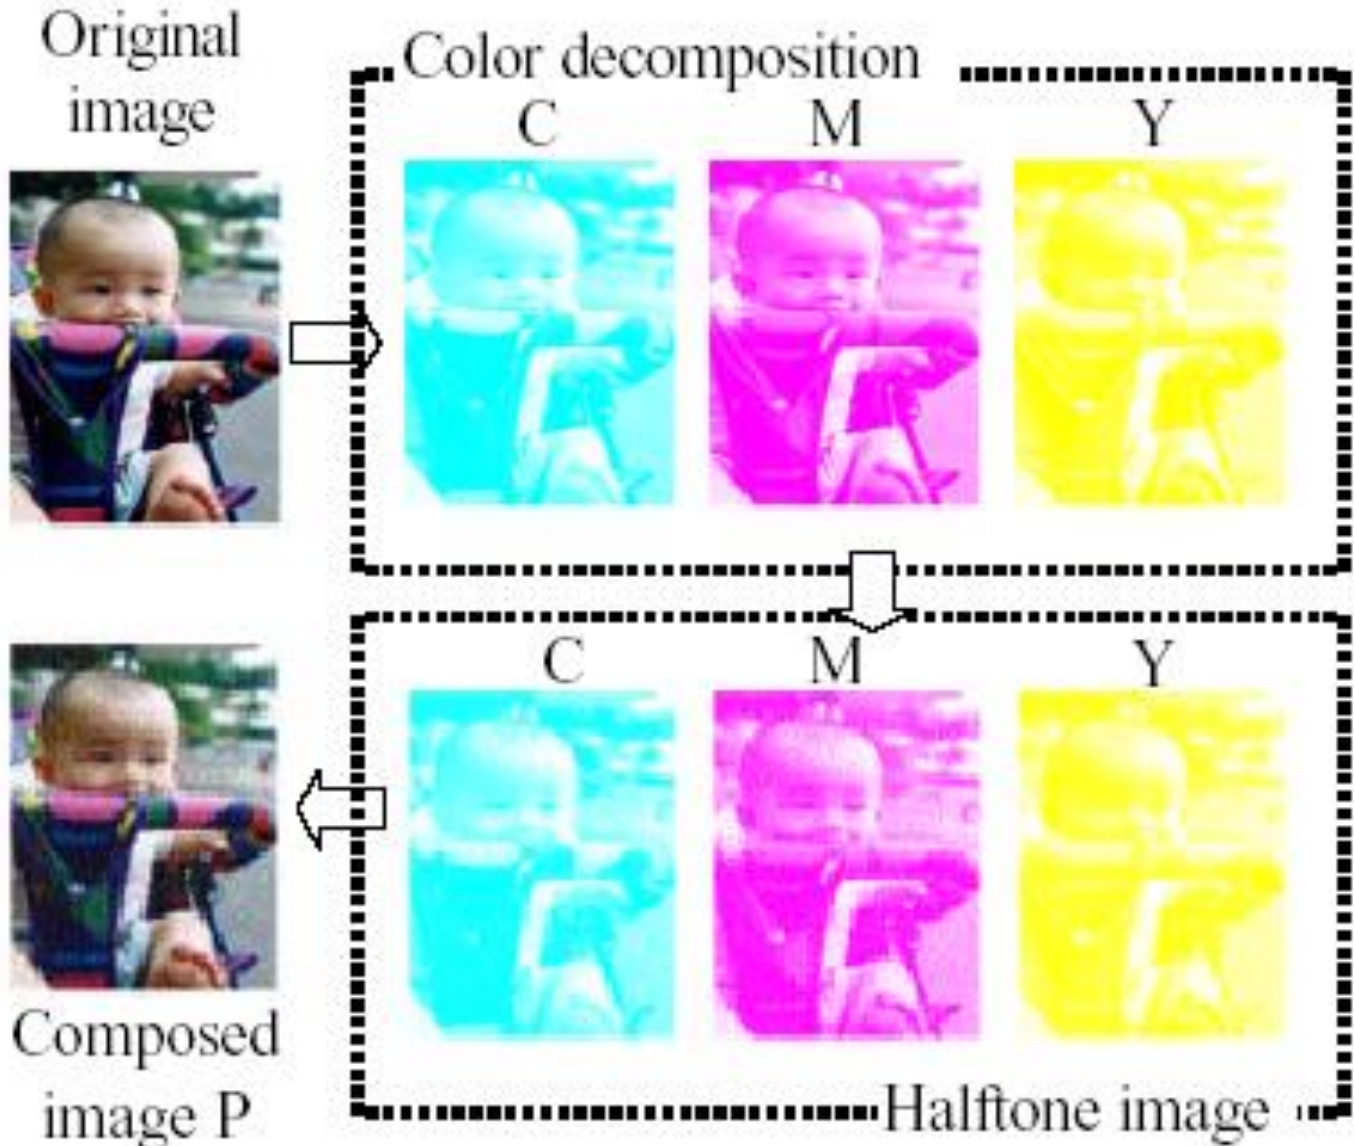 Original
image
Color decomposition
C M Y
C M Y
Composed
image P
Halftone image